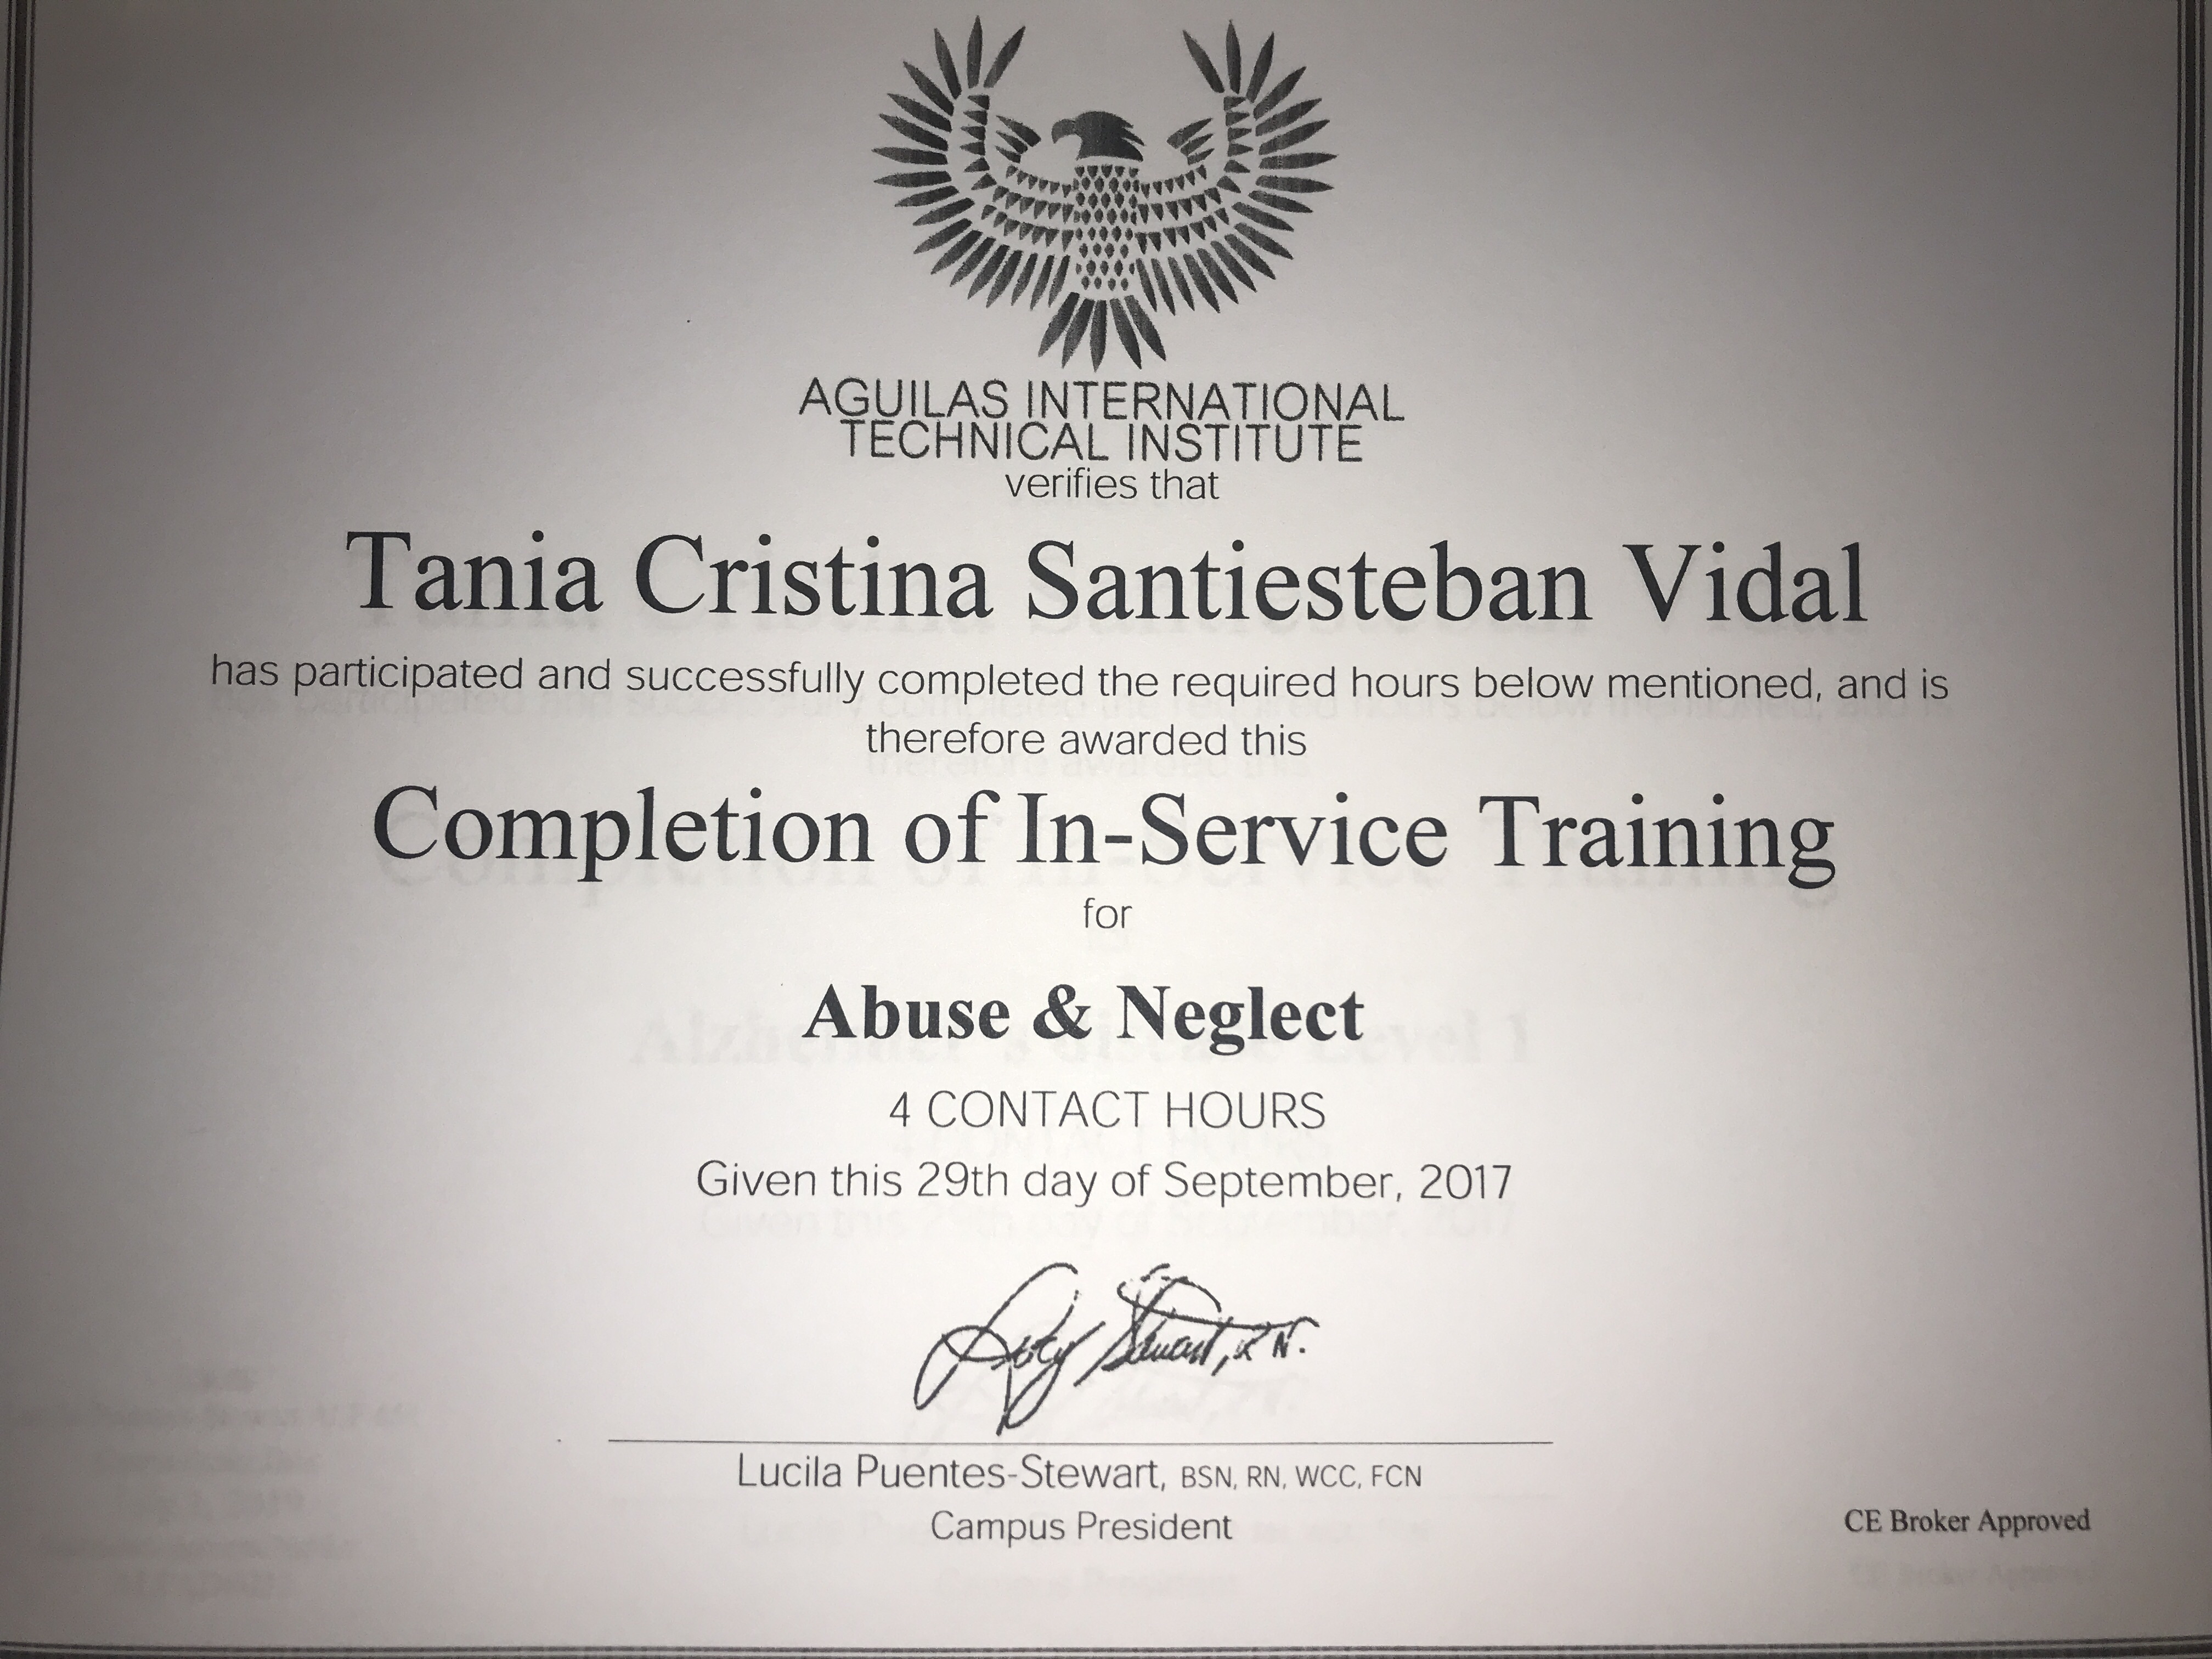 AGUILAS INTERNATIONAL
TECHNICAL INSTITUTE
verifies that
Tania Cristina Santiesteban Vidal
has participated and successfully completed the required hours below mentioned, and is
therefore awarded this
Completion of In-Service Training
for
Abuse & Neglect
4 CONTACT HOURS
Given this 29th day of September, 2017
Lucila Puentes-Stewart, BSN, RN, WCC, FCN
Campus President
CE Broker Approved